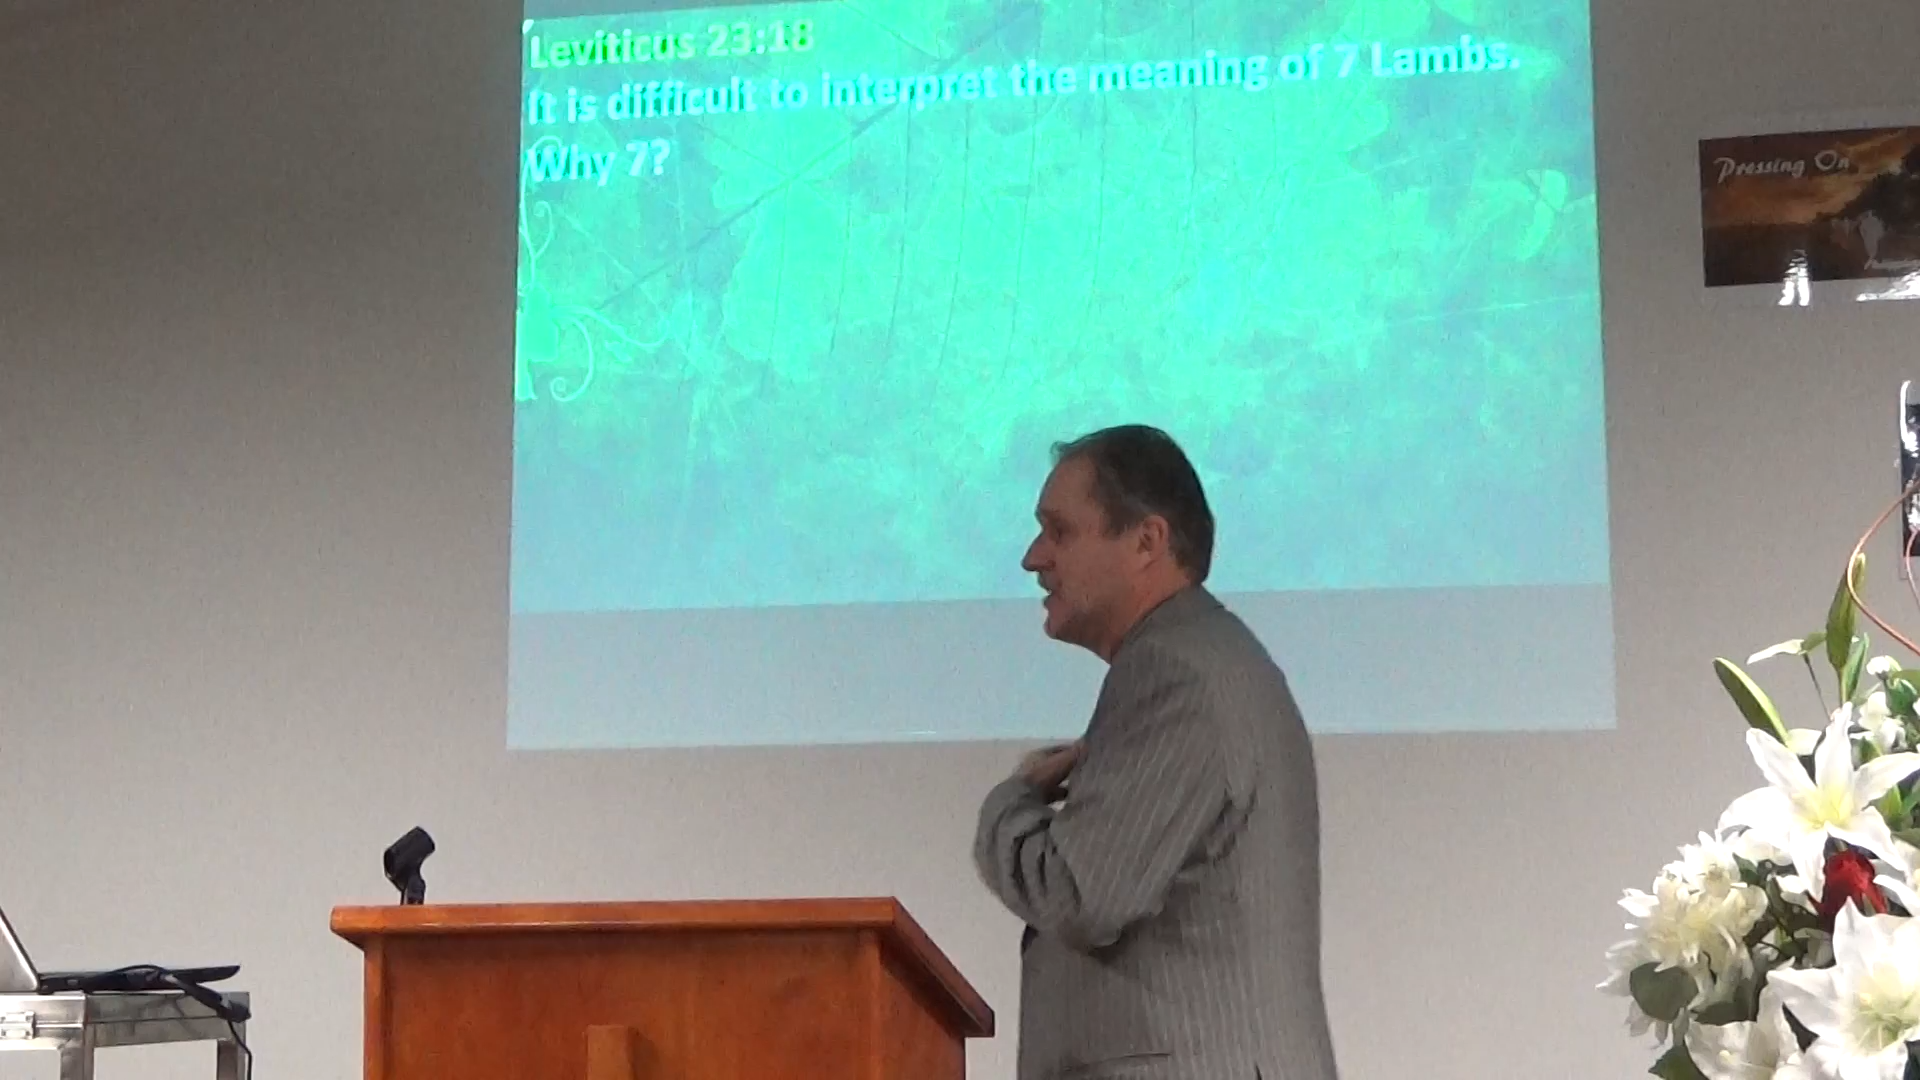 Leviticus 23:18
It is difficult to interpret the meaning of 7 Lambs.
Why 7?
Pressing On